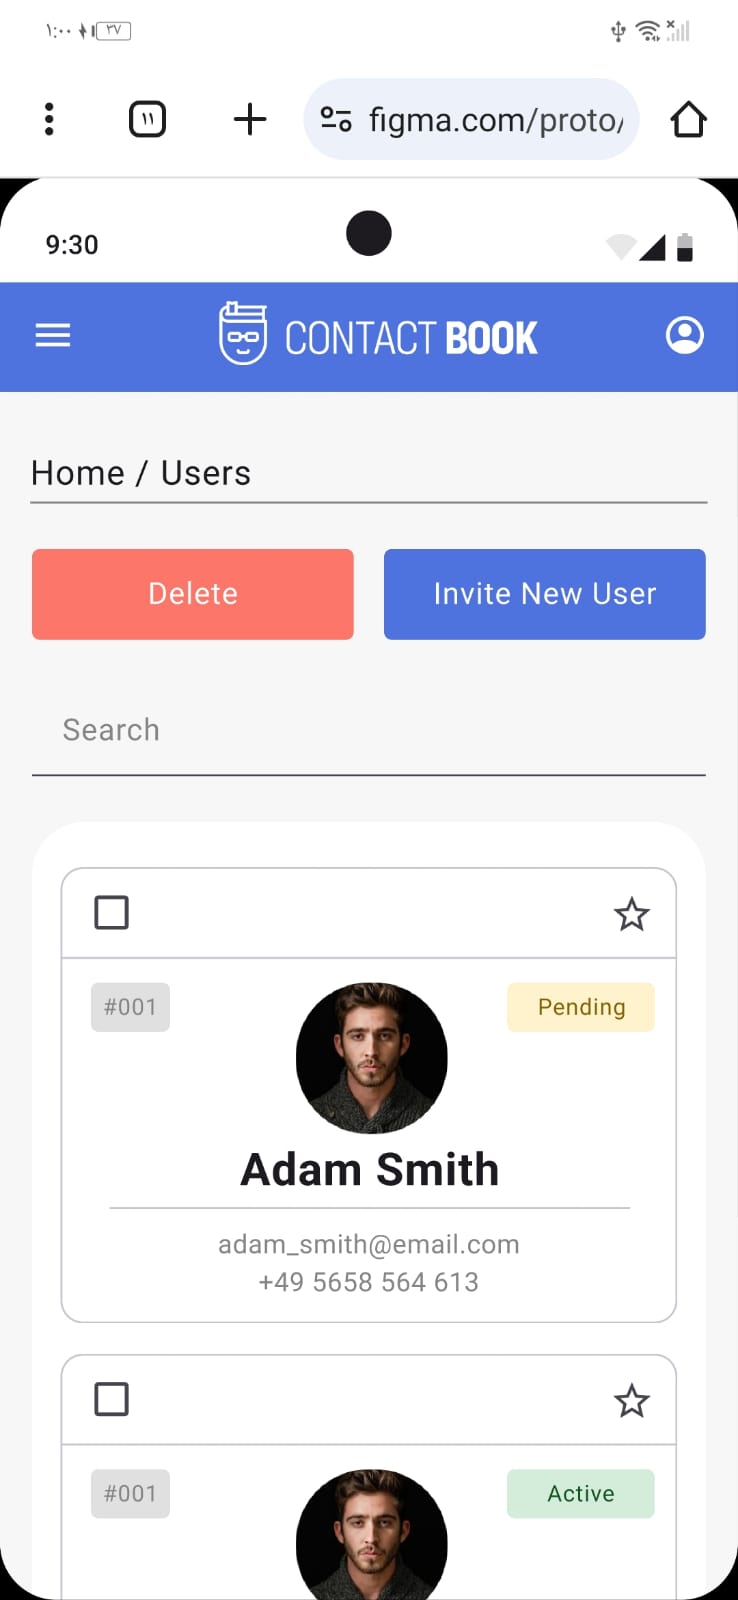 ١:٠٠ ٣٧
١١ figma.com/proto/
9:30
CONTACT BOOK
Home / Users
Delete Invite New User
Search
#001 Pending
Adam Smith
adam_smith@email.com
+49 5658 564 613
#001 Active